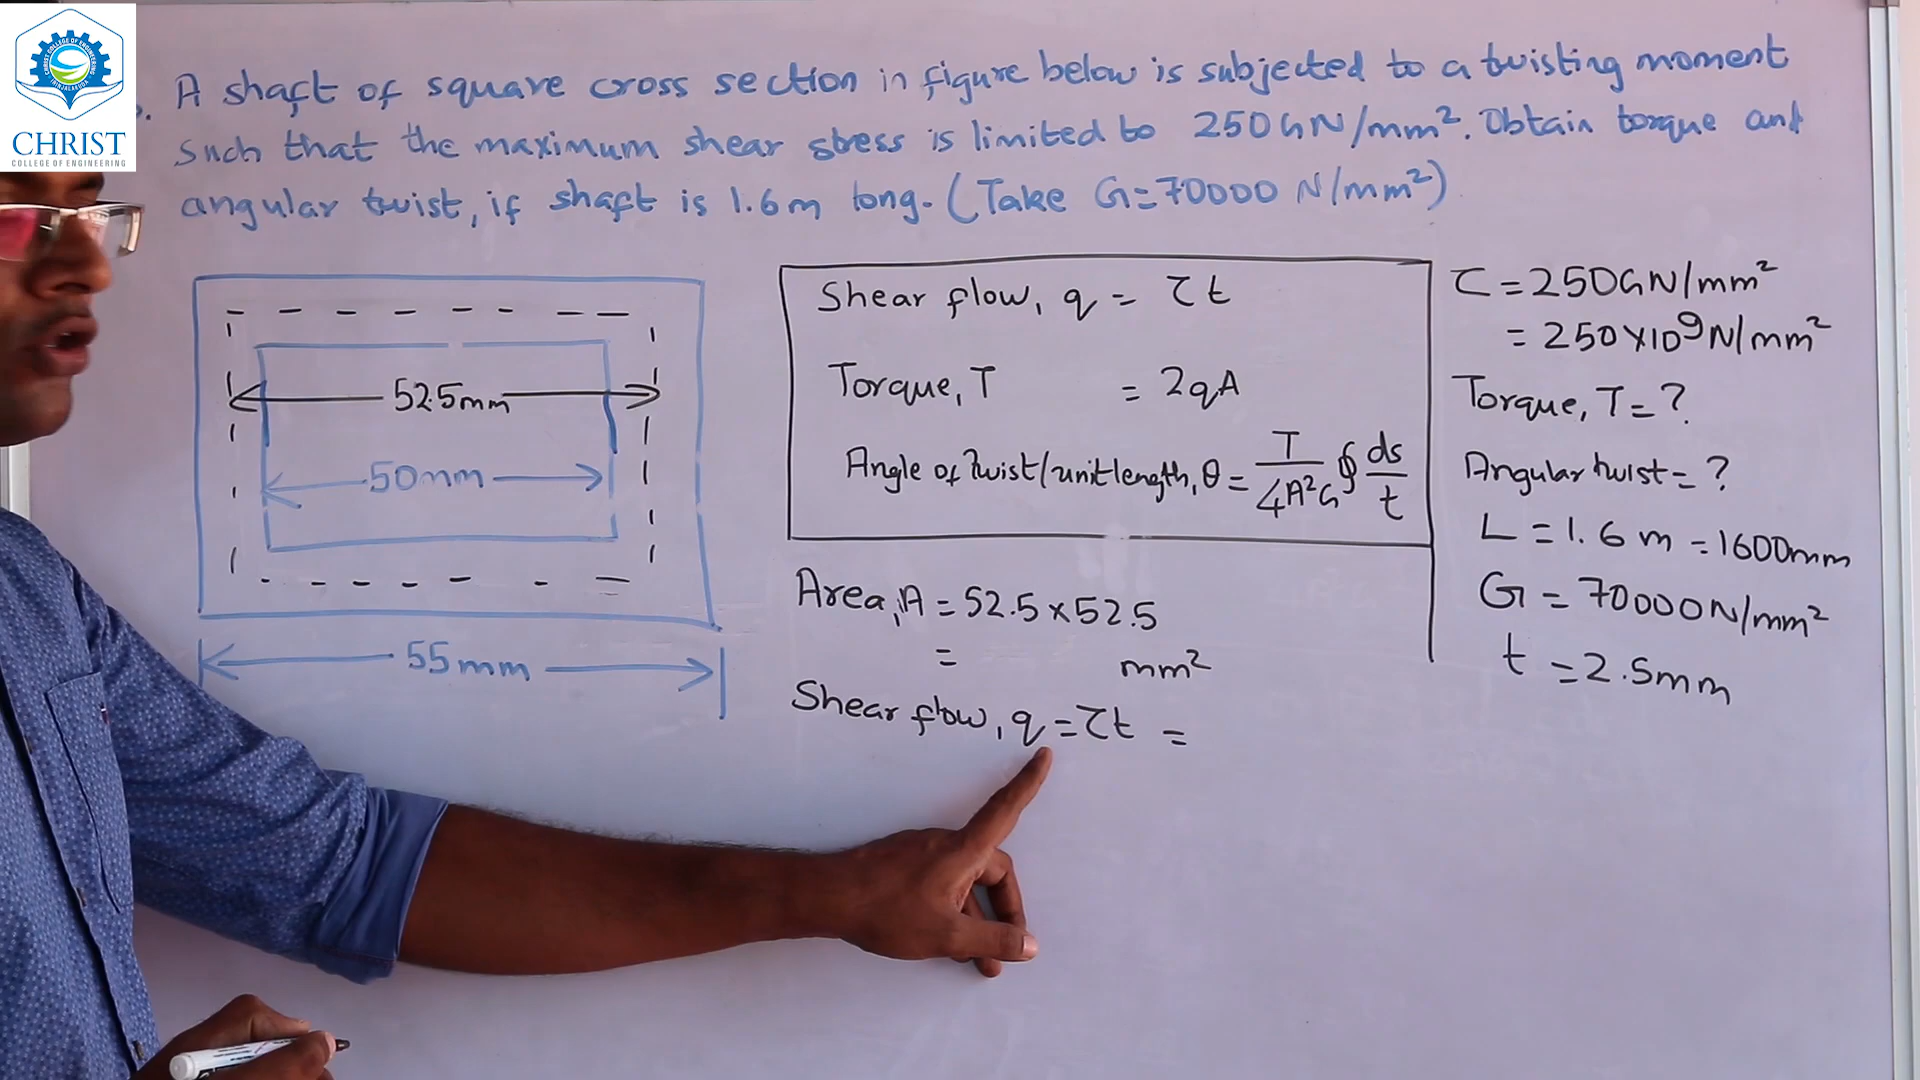 CHRIST
COLLEGE OF ENGINEERING
A shaft of square cross section in figure below is subjected to a twisting moment
such that the maximum shear stress is limited to 250GN/mm². Obtain torque and
angular twist, if shaft is 1.6m long. (Take G=70000 N/mm²)
52.5mm
50mm
55mm
Shear flow, q = τt
Torque, T = 2qA
Angle of Twist/unit length, θ = T/4A²G ∮ ds/t
Area, A = 52.5 × 52.5
= mm²
Shear flow, q = τt =
τ = 250GN/mm²
= 250×10⁹N/mm²
Torque, T = ?
Angular twist = ?
L = 1.6 m = 1600mm
G = 70000N/mm²
t = 2.5mm